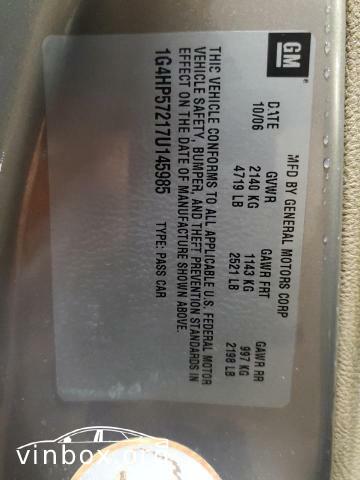 GM
MFD BY GENERAL MOTORS CORP
DATE GVWR GAWR FRT GAWR RR
10/06 2140 KG 1143 KG 997 KG
4719 LB 2521 LB 2198 LB
THIC VEHICLE CONFORMS TO ALL APPLICABLE U.S. FEDERAL MOTOR
VEHICLE SAFETY, BUMPER, AND THEFT PREVENTION STANDARDS IN
EFFECT ON THE DATE OF MANUFACTURE SHOWN ABOVE.
1G4HP57217U145985 TYPE: PASS CAR
vinbox.org